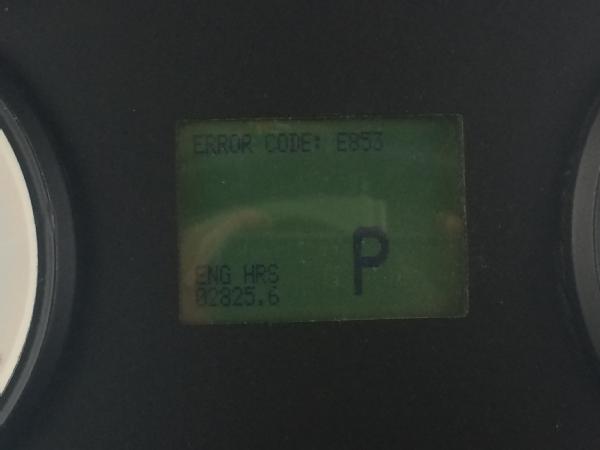 ERROR CODE: E853
P
ENG HRS
02825.6